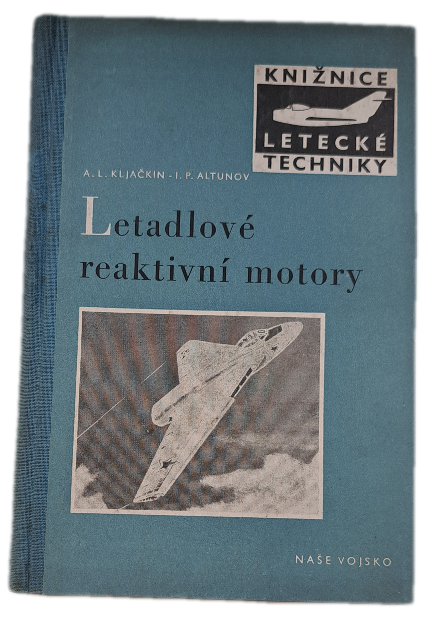 KNIŽNICE
LETECKÉ
TECHNIKY
A. L. KLJAČKIN - I. P. ALTUNOV
Letadlové
reaktivní motory
NAŠE VOJSKO